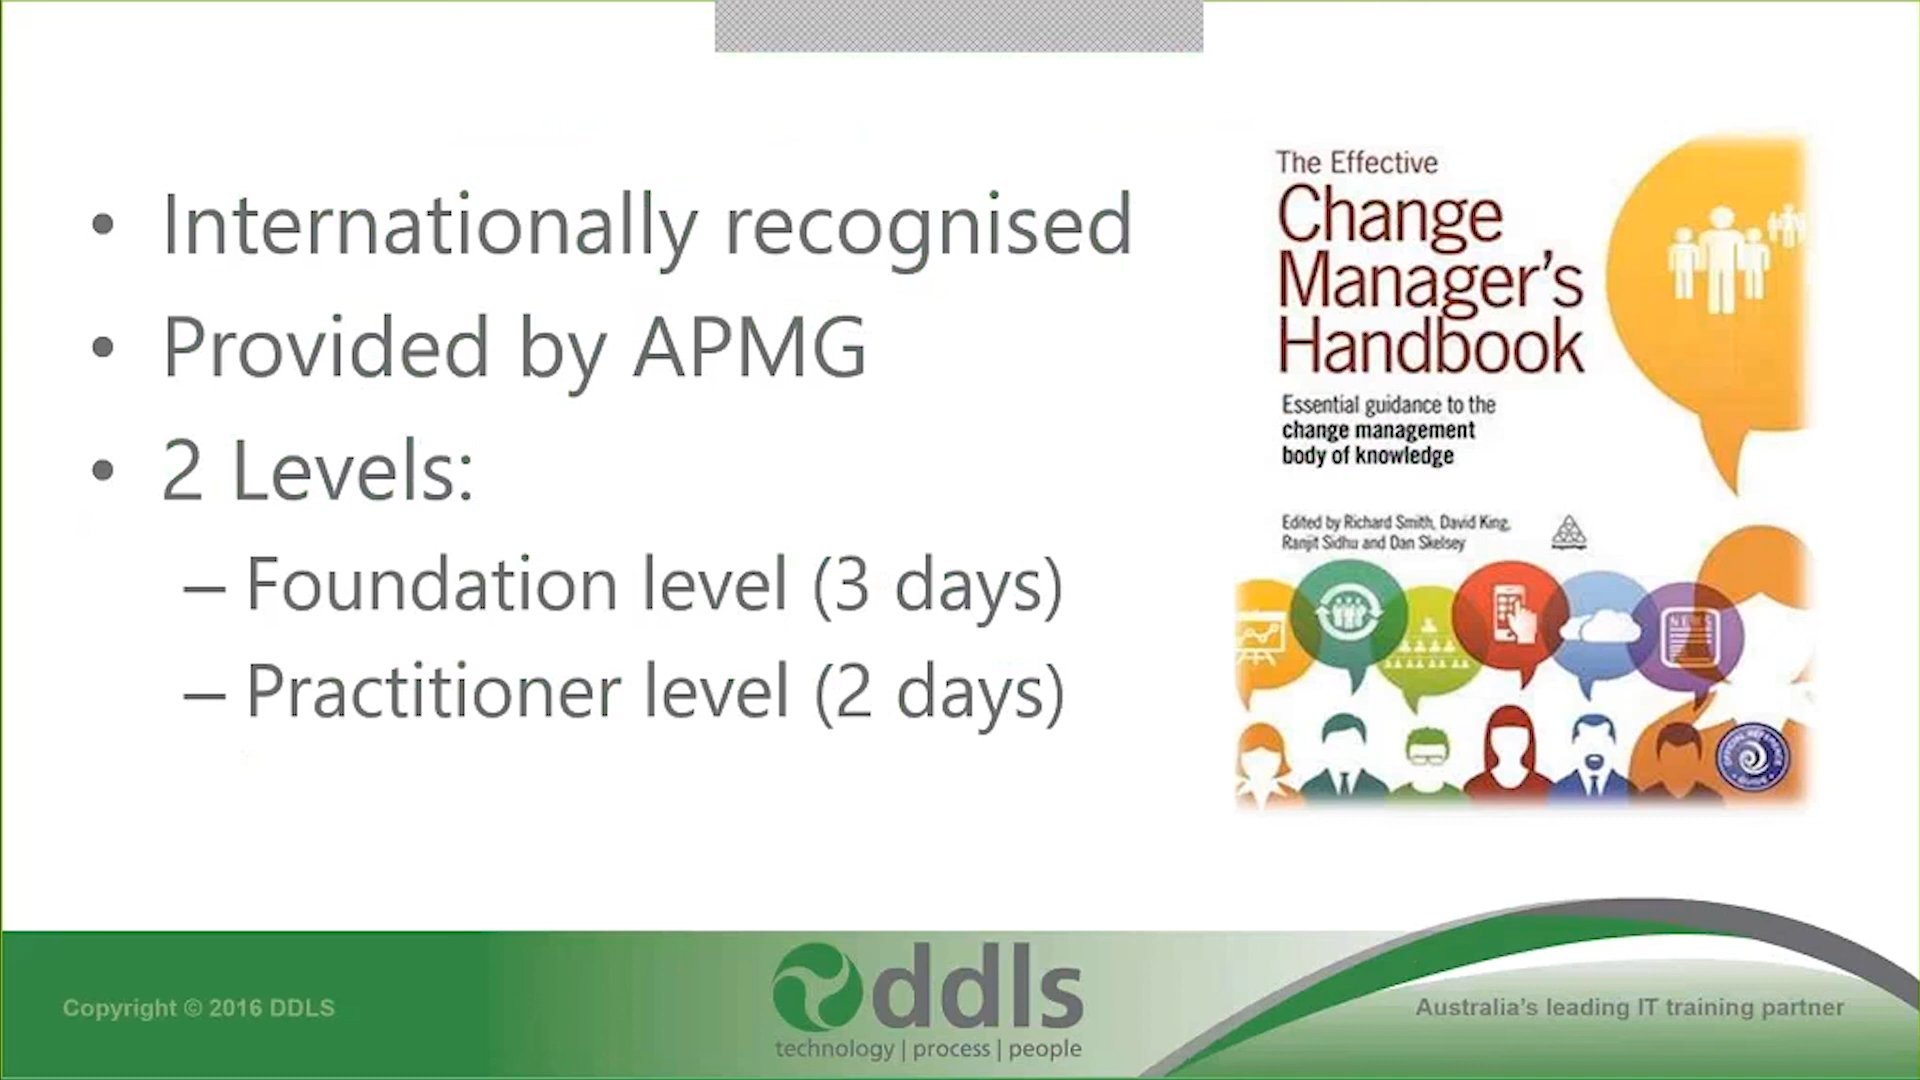 • Internationally recognised
• Provided by APMG
• 2 Levels:
– Foundation level (3 days)
– Practitioner level (2 days)
The Effective
Change
Manager's
Handbook
Essential guidance to the
change management
body of knowledge
Edited by Richard Smith, David King,
Ranjit Sidhu and Dan Skelsey
NEWS
Copyright © 2016 DDLS
ddls
technology | process | people
Australia's leading IT training partner